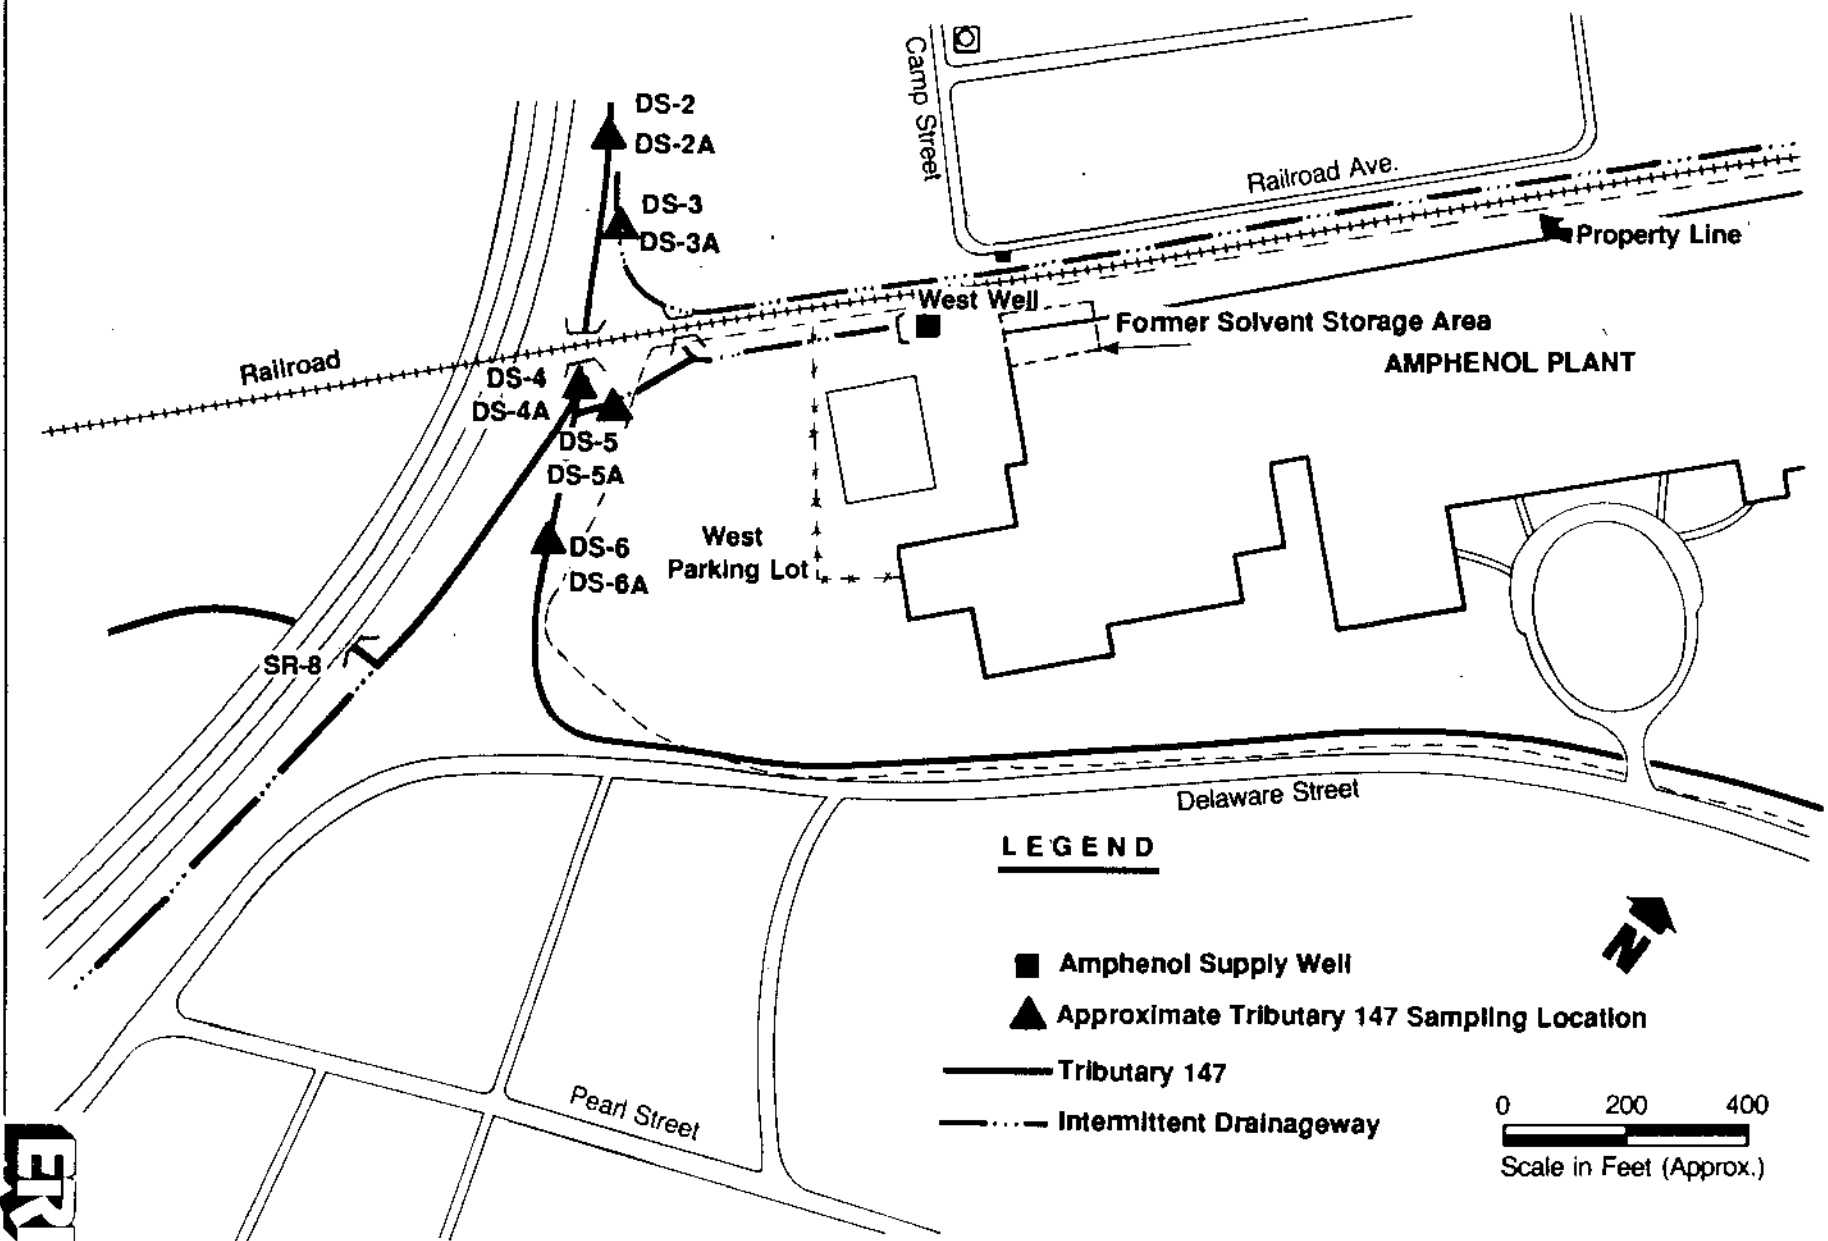 Camp Street
DS-2
DS-2A
Railroad Ave.
DS-3
DS-3A
Property Line
West Well
Former Solvent Storage Area
AMPHENOL PLANT
Railroad
DS-4
DS-4A
DS-5
DS-5A
West
Parking Lot
DS-6
DS-6A
SR-8
Delaware Street
LEGEND
N
Amphenol Supply Well
Approximate Tributary 147 Sampling Location
Tributary 147
Intermittent Drainageway
0 200 400
Scale in Feet (Approx.)
Pearl Street